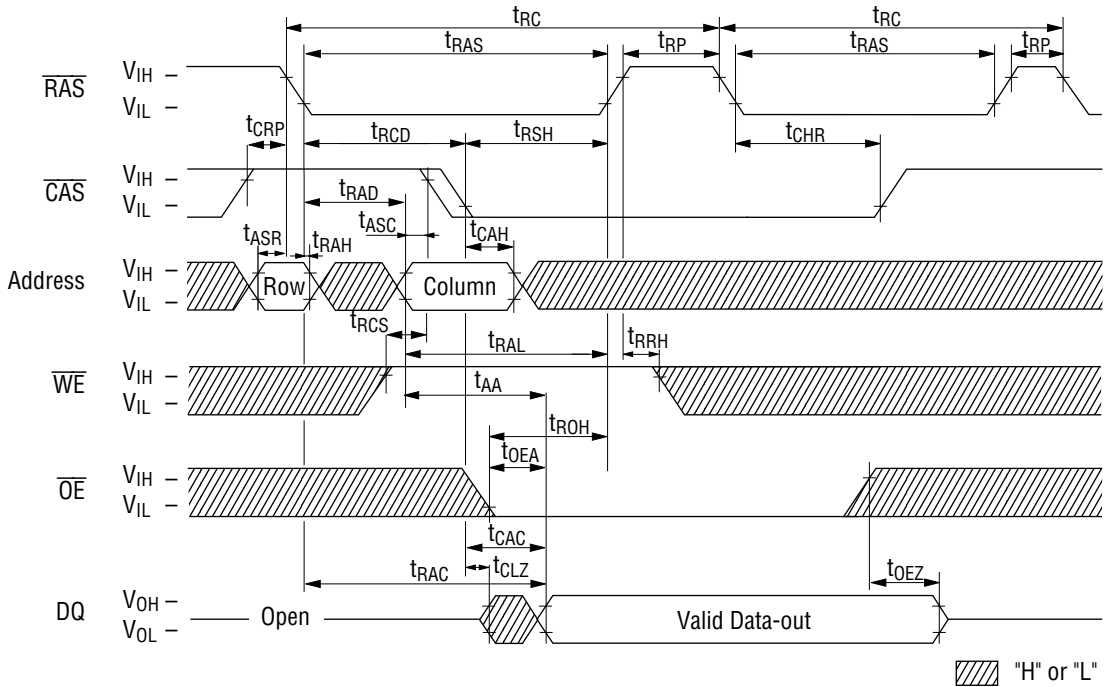 tRC tRC
tRAS tRP tRAS tRP
RAS VIH VIL
tCRP tRCD tRSH tCHR
CAS VIH VIL
tRAD
tASC tCAH
tASR tRAH
Address VIH VIL Row Column
tRCS
tRAL tRRH
WE VIH VIL
tAA
tROH
tOEA
OE VIH VIL
tCAC
tRAC tCLZ tOEZ
DQ VOH VOL Open Valid Data-out
"H" or "L"